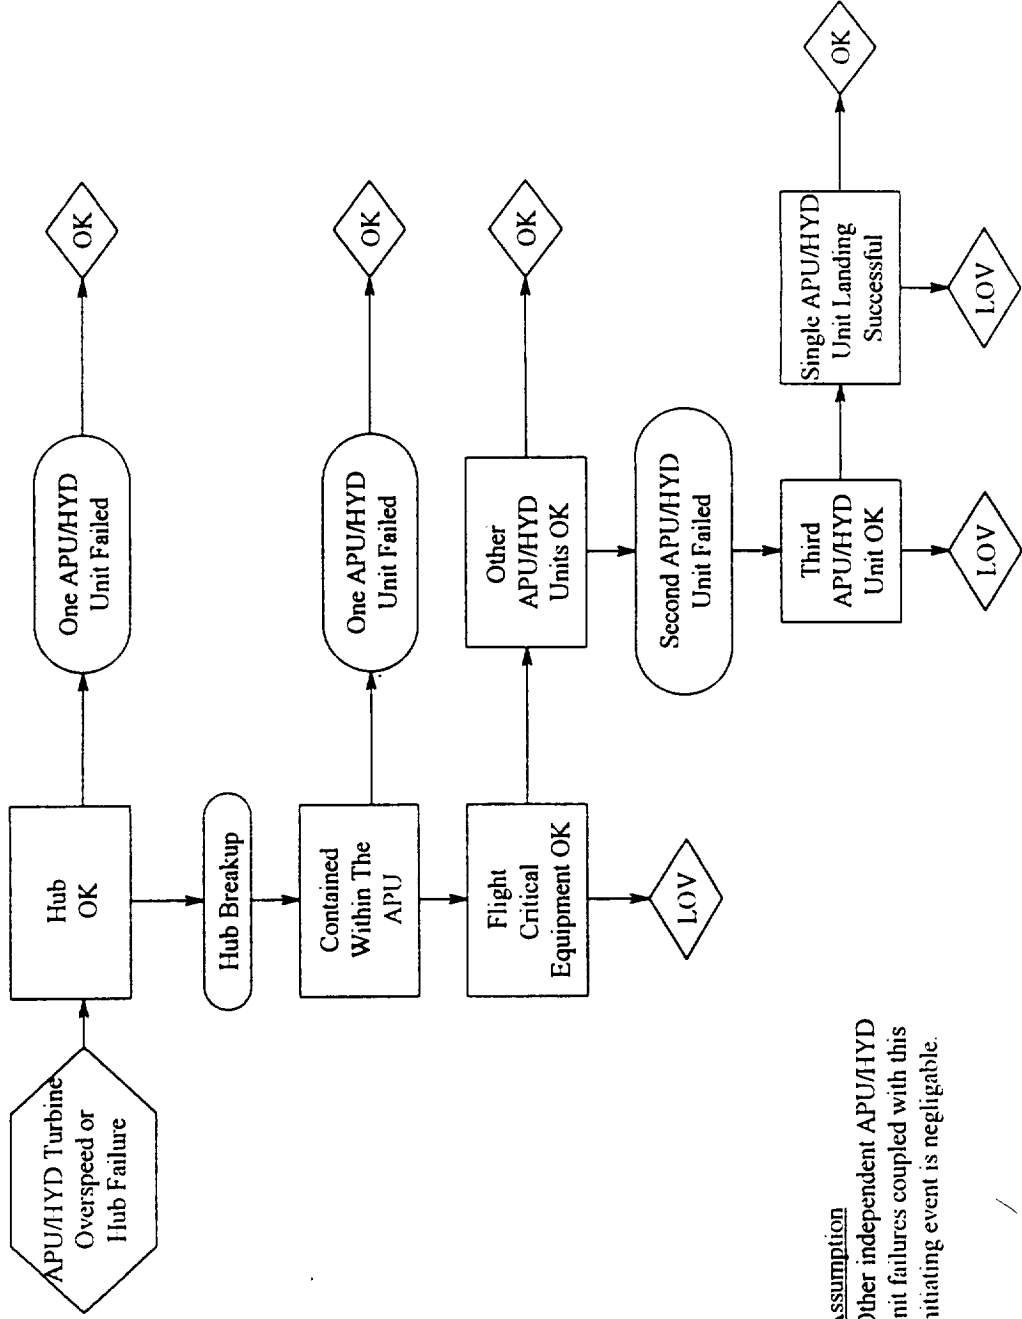 APU/HYD Turbine
Overspeed or
Hub Failure
Hub
OK
One APU/HYD
Unit Failed
OK
Hub Breakup
Contained
Within The
APU
One APU/HYD
Unit Failed
OK
Flight
Critical
Equipment OK
Other
APU/HYD
Units OK
OK
LOV
Second APU/HYD
Unit Failed
Third
APU/HYD
Unit OK
Single APU/HYD
Unit Landing
Successful
OK
LOV
LOV
Assumption
Other independent APU/HYD
nit failures coupled with this
nitiating event is negligable.